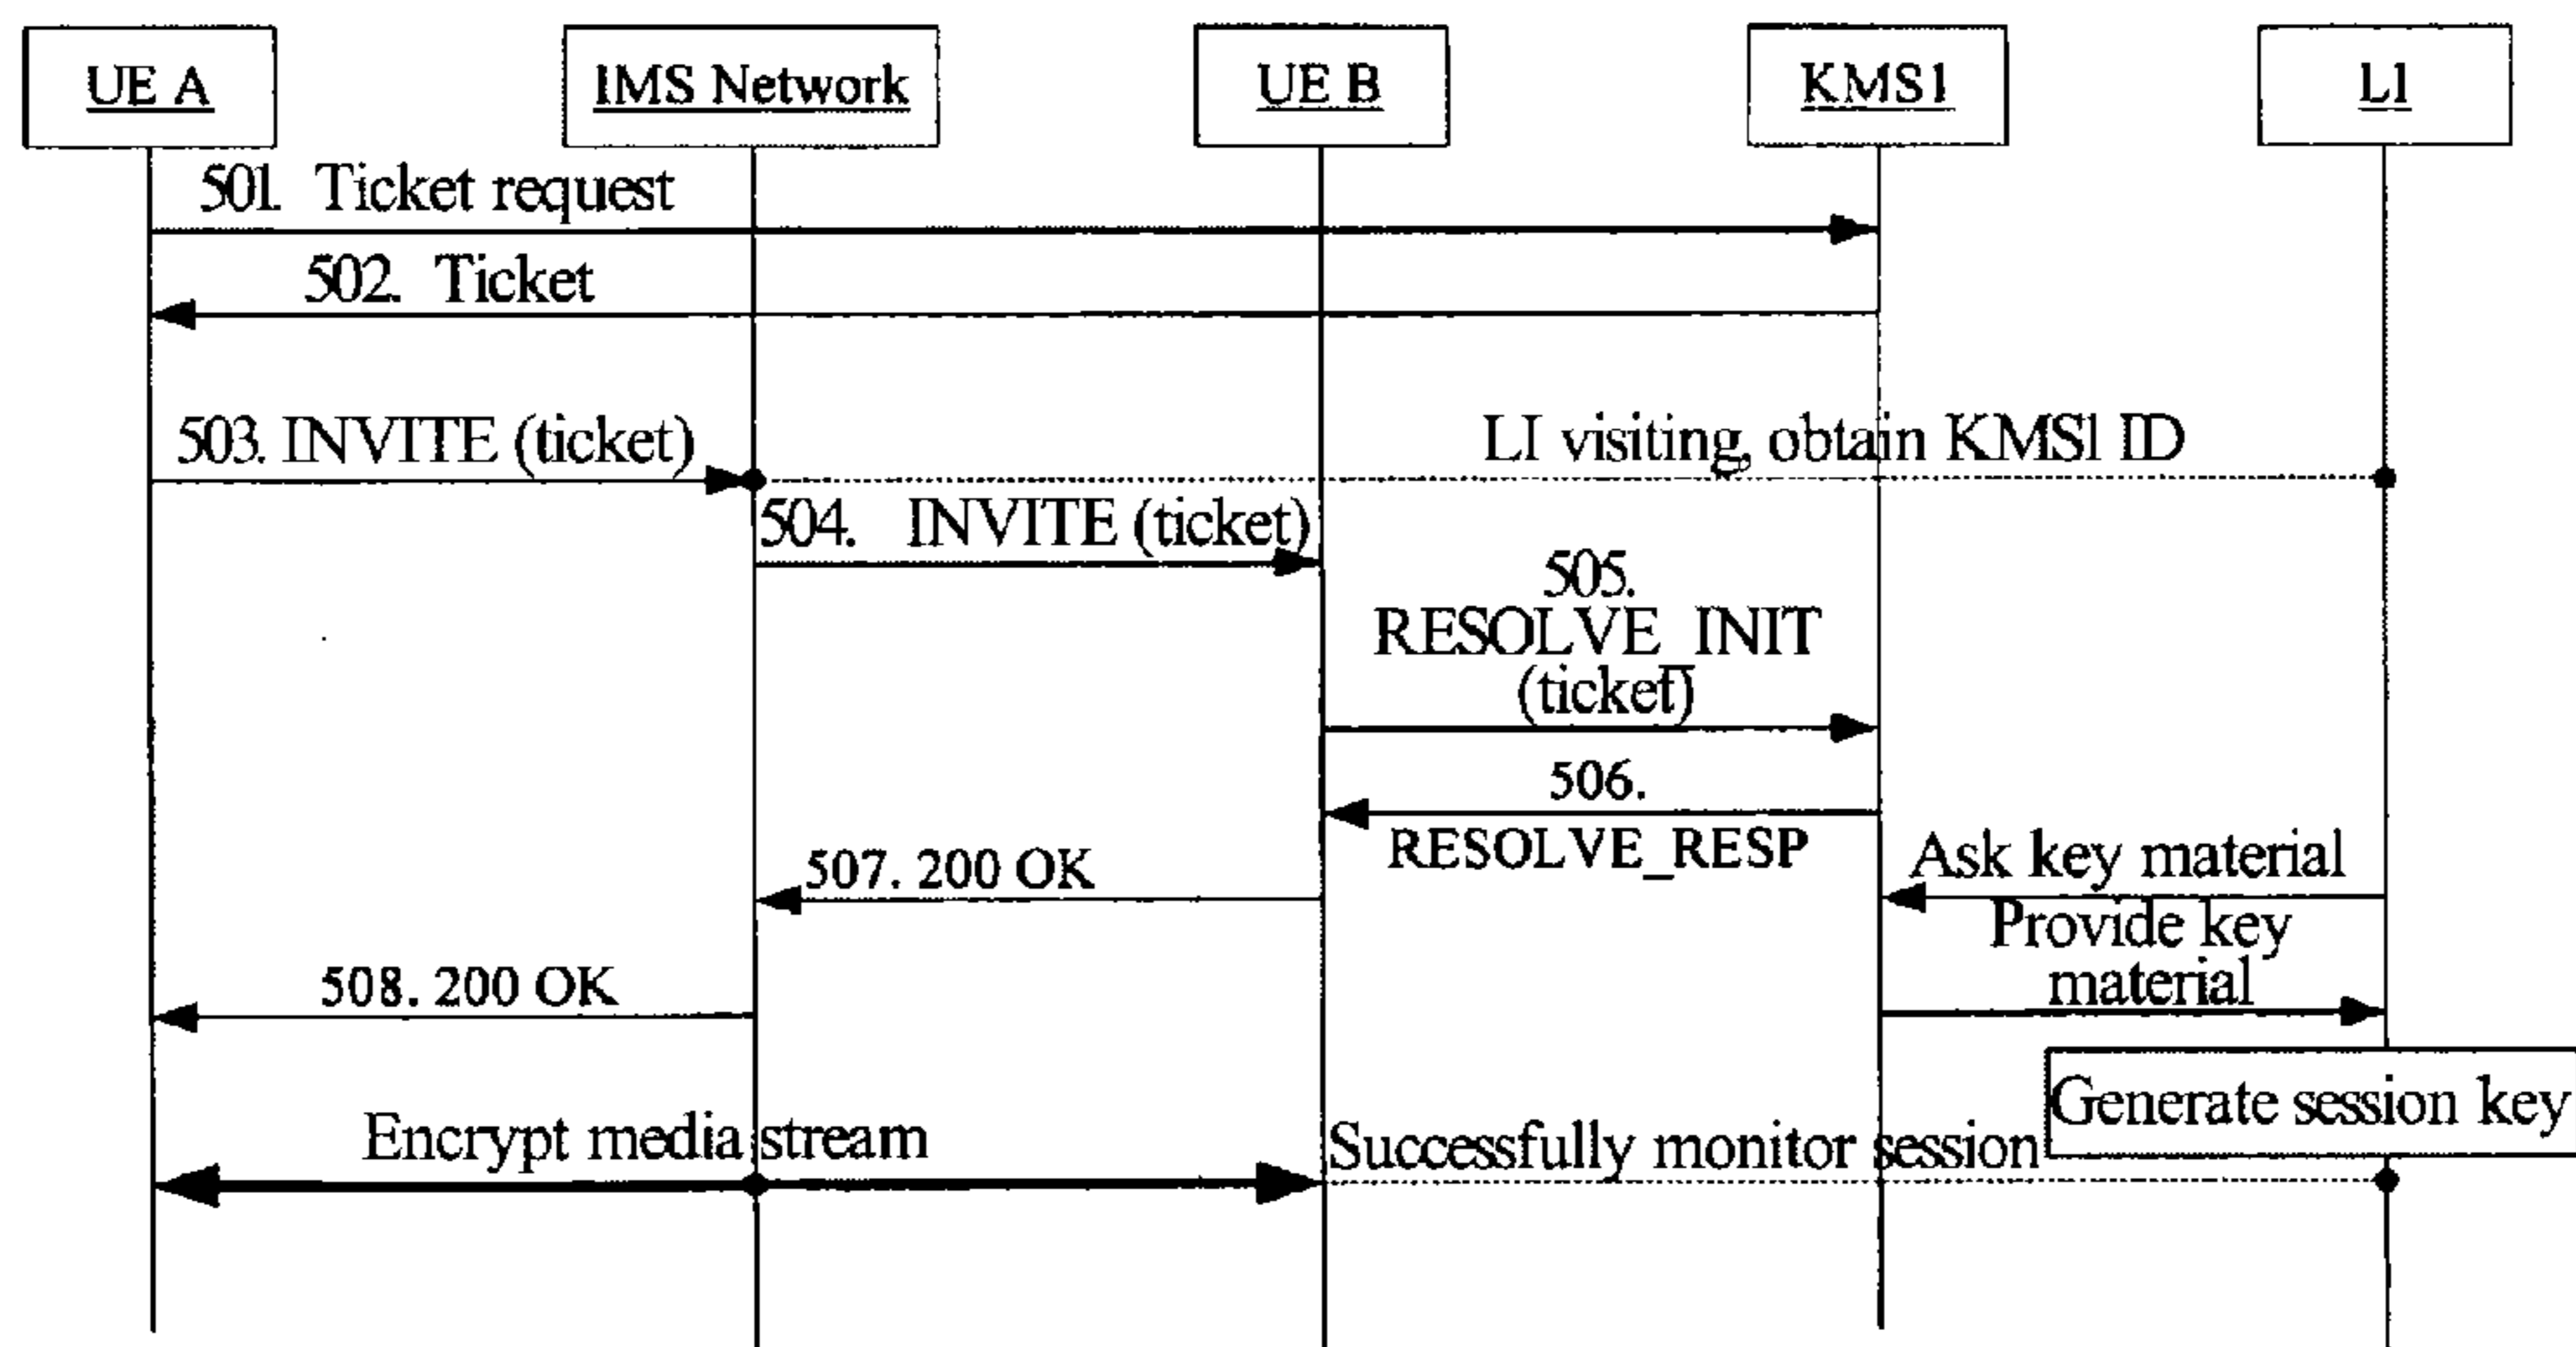 UE A
IMS Network
UE B
KMS1
LI
501. Ticket request
502. Ticket
503. INVITE (ticket)
LI visiting, obtain KMS1 ID
504. INVITE (ticket)
505.
RESOLVE_INIT
(ticket)
506.
RESOLVE_RESP
507. 200 OK
Ask key material
Provide key
material
508. 200 OK
Generate session key
Encrypt media stream
Successfully monitor session